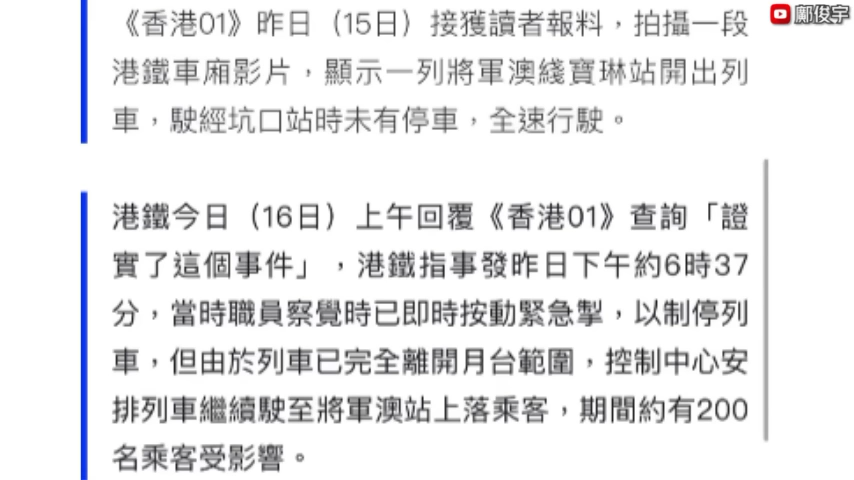 鄺俊宇
《香港01》昨日（15日）接獲讀者報料，拍攝一段
港鐵車廂影片，顯示一列將軍澳綫寶琳站開出列
車，駛經坑口站時未有停車，全速行駛。
港鐵今日（16日）上午回覆《香港01》查詢「證
實了這個事件」，港鐵指事發昨日下午約6時37
分，當時職員察覺時已即時按動緊急掣，以制停列
車，但由於列車已完全離開月台範圍，控制中心安
排列車繼續駛至將軍澳站上落乘客，期間約有200
名乘客受影響。